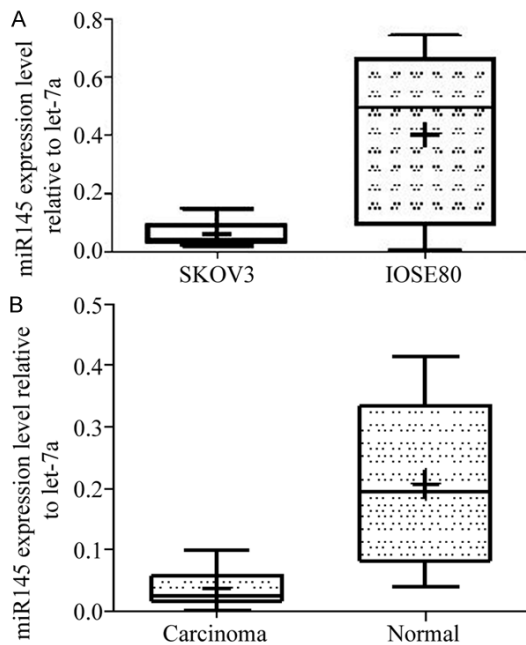 A
miR145 expression level
relative to let-7a
0.8
0.6
0.4
0.2
0.0
SKOV3 IOSE80
B
miR145 expression level relative
to let-7a
0.5
0.4
0.3
0.2
0.1
0.0
Carcinoma Normal